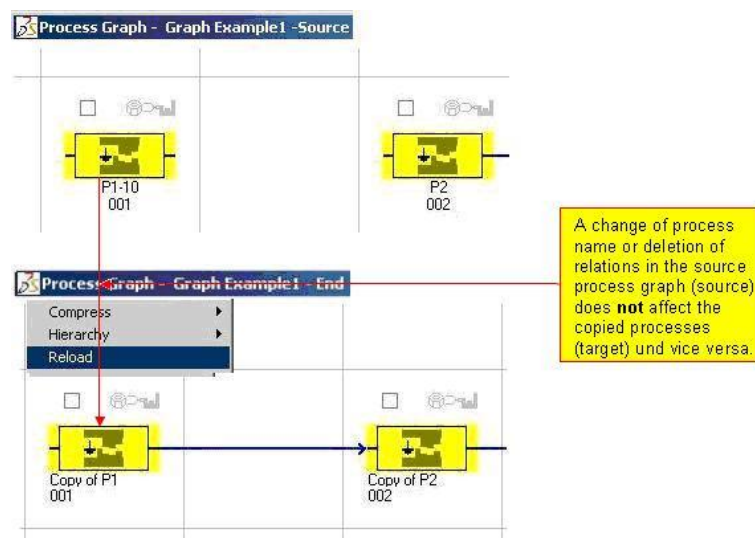 Process Graph - Graph Example1 -Source
P1-10
001
P2
002
A change of process
name or deletion of
relations in the source
process graph (source)
does not affect the
copied processes
(target) und vice versa.
Process Graph - Graph Example1 - End
Compress
Hierarchy
Reload
Copy of P1
001
Copy of P2
002